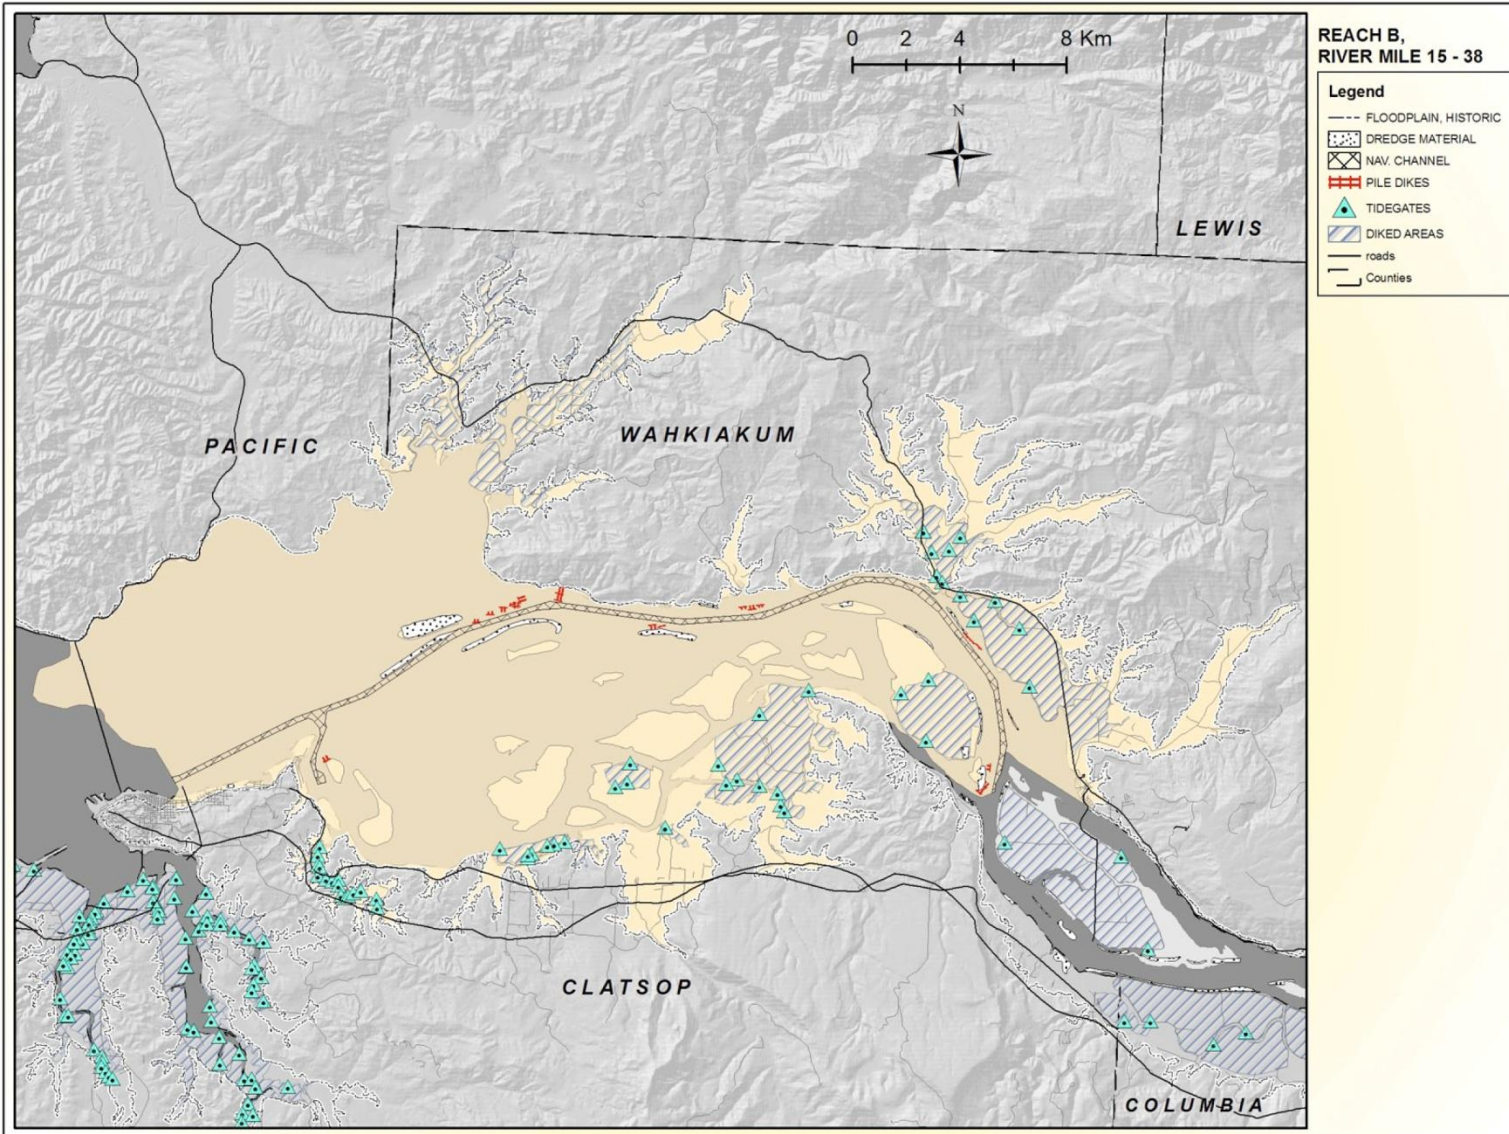 0 2 4 8 Km
N
REACH B,
RIVER MILE 15 - 38
Legend
FLOODPLAIN, HISTORIC
DREDGE MATERIAL
NAV. CHANNEL
PILE DIKES
TIDEGATES
DIKED AREAS
roads
Counties
LEWIS
PACIFIC
WAHKIAKUM
CLATSOP
COLUMBIA